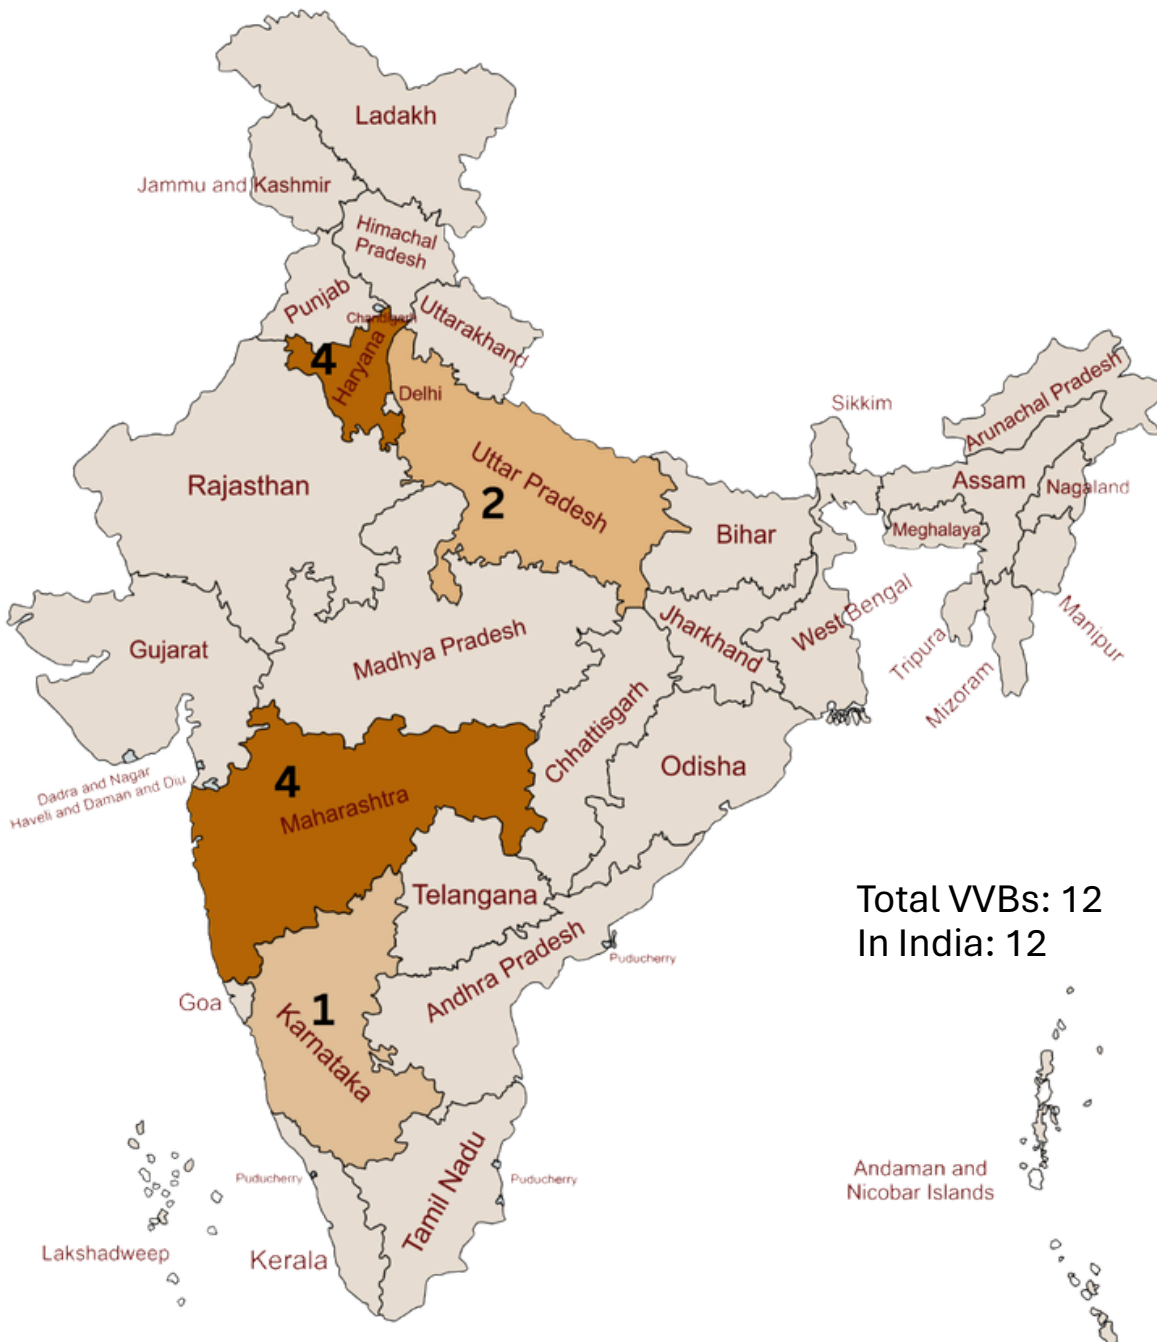 Ladakh
Jammu and Kashmir
Himachal
Pradesh
Punjab
Chandigarh
Uttarakhand
4
Haryana
Delhi
Sikkim
Arunachal Pradesh
Rajasthan
Uttar Pradesh
2
Bihar
Assam
Nagaland
Meghalaya
Gujarat
Madhya Pradesh
Jharkhand
West Bengal
Tripura
Mizoram
Manipur
Chhattisgarh
Odisha
Dadra and Nagar
Haveli and Daman and Diu
4
Maharashtra
Telangana
Total VVBs: 12
In India: 12
Andhra Pradesh
Puducherry
Goa
1
Karnataka
Puducherry
Tamil Nadu
Puducherry
Andaman and
Nicobar Islands
Lakshadweep
Kerala